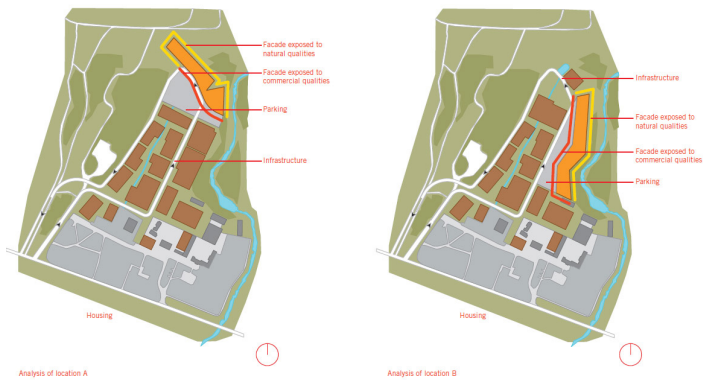 Facade exposed to
natural qualities
Facade exposed to
commercial qualities
Parking
Infrastructure
Housing
Analysis of location A
Infrastructure
Facade exposed to
natural qualities
Facade exposed to
commercial qualities
Parking
Housing
Analysis of location B